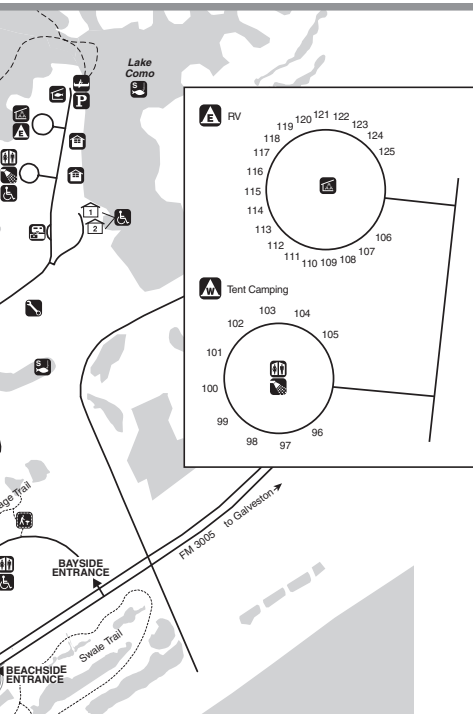 Lake
Como
S
P
E
1
2
S
E RV
119 120 121 122 123
118 124
117 125
116
115
114
113
112 106
111 110 109 108 107
W Tent Camping
103 104
102 105
101
100
99
98 97 96
age Trail
FM 3005 to Galveston
BAYSIDE
ENTRANCE
Swale Trail
BEACHSIDE
ENTRANCE